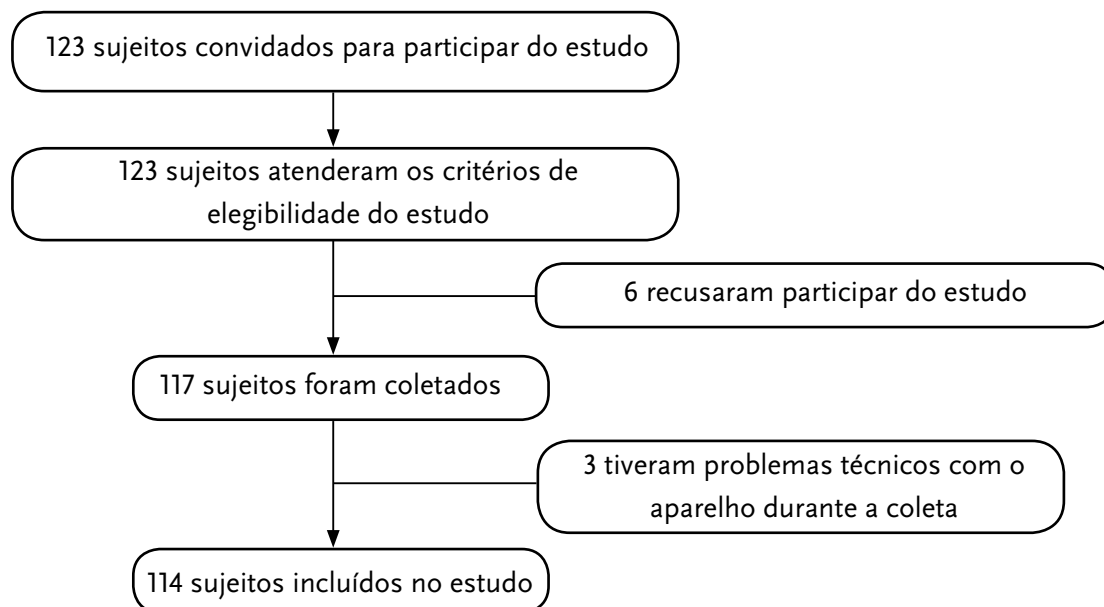 123 sujeitos convidados para participar do estudo
123 sujeitos atenderam os critérios de
elegibilidade do estudo
6 recusaram participar do estudo
117 sujeitos foram coletados
3 tiveram problemas técnicos com o
aparelho durante a coleta
114 sujeitos incluídos no estudo